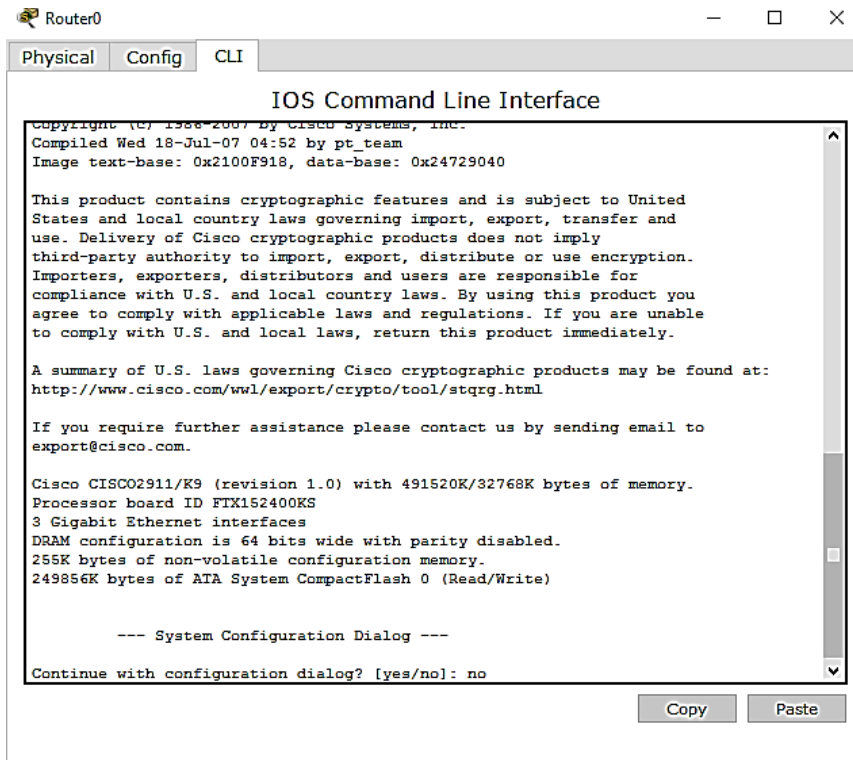 Router0
Physical Config CLI
IOS Command Line Interface
Copyright (c) 1986-2007 by Cisco Systems, Inc.
Compiled Wed 18-Jul-07 04:52 by pt_team
Image text-base: 0x2100F918, data-base: 0x24729040
This product contains cryptographic features and is subject to United
States and local country laws governing import, export, transfer and
use. Delivery of Cisco cryptographic products does not imply
third-party authority to import, export, distribute or use encryption.
Importers, exporters, distributors and users are responsible for
compliance with U.S. and local country laws. By using this product you
agree to comply with applicable laws and regulations. If you are unable
to comply with U.S. and local laws, return this product immediately.
A summary of U.S. laws governing Cisco cryptographic products may be found at:
http://www.cisco.com/wwl/export/crypto/tool/stqrg.html
If you require further assistance please contact us by sending email to
export@cisco.com.
Cisco CISCO2911/K9 (revision 1.0) with 491520K/32768K bytes of memory.
Processor board ID FTX152400KS
3 Gigabit Ethernet interfaces
DRAM configuration is 64 bits wide with parity disabled.
255K bytes of non-volatile configuration memory.
249856K bytes of ATA System CompactFlash 0 (Read/Write)
--- System Configuration Dialog ---
Continue with configuration dialog? [yes/no]: no
Copy Paste